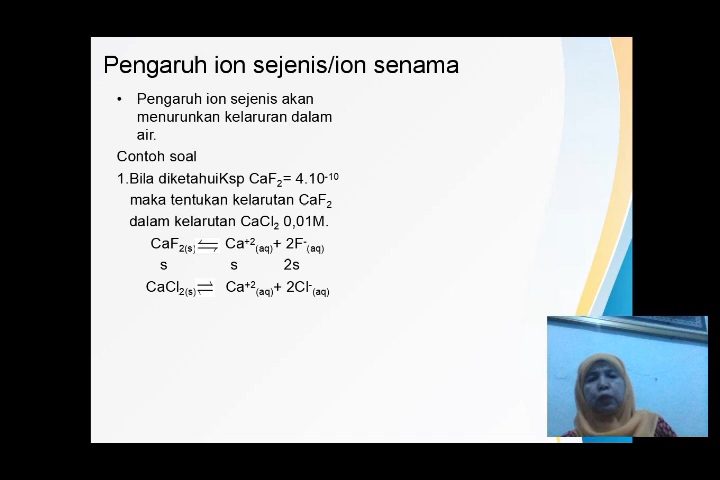 Pengaruh ion sejenis/ion senama
• Pengaruh ion sejenis akan
menurunkan kelaruran dalam
air.
Contoh soal
1.Bila diketahuiKsp CaF₂= 4.10⁻¹⁰
maka tentukan kelarutan CaF₂
dalam kelarutan CaCl₂ 0,01M.
CaF₂₍ₛ₎ ⇌ Ca⁺²₍aq₎+ 2F⁻₍aq₎
s s 2s
CaCl₂₍ₛ₎ ⇌ Ca⁺²₍aq₎+ 2Cl⁻₍aq₎